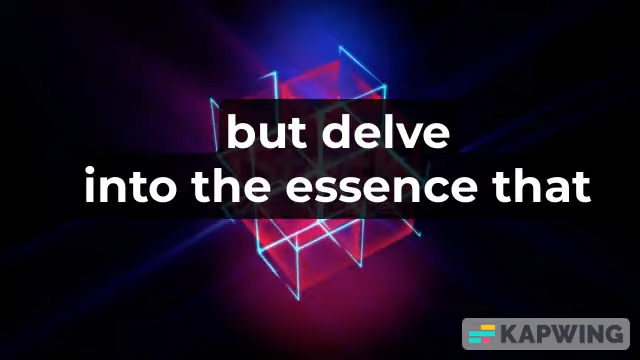 but delve
into the essence that
KAPWING